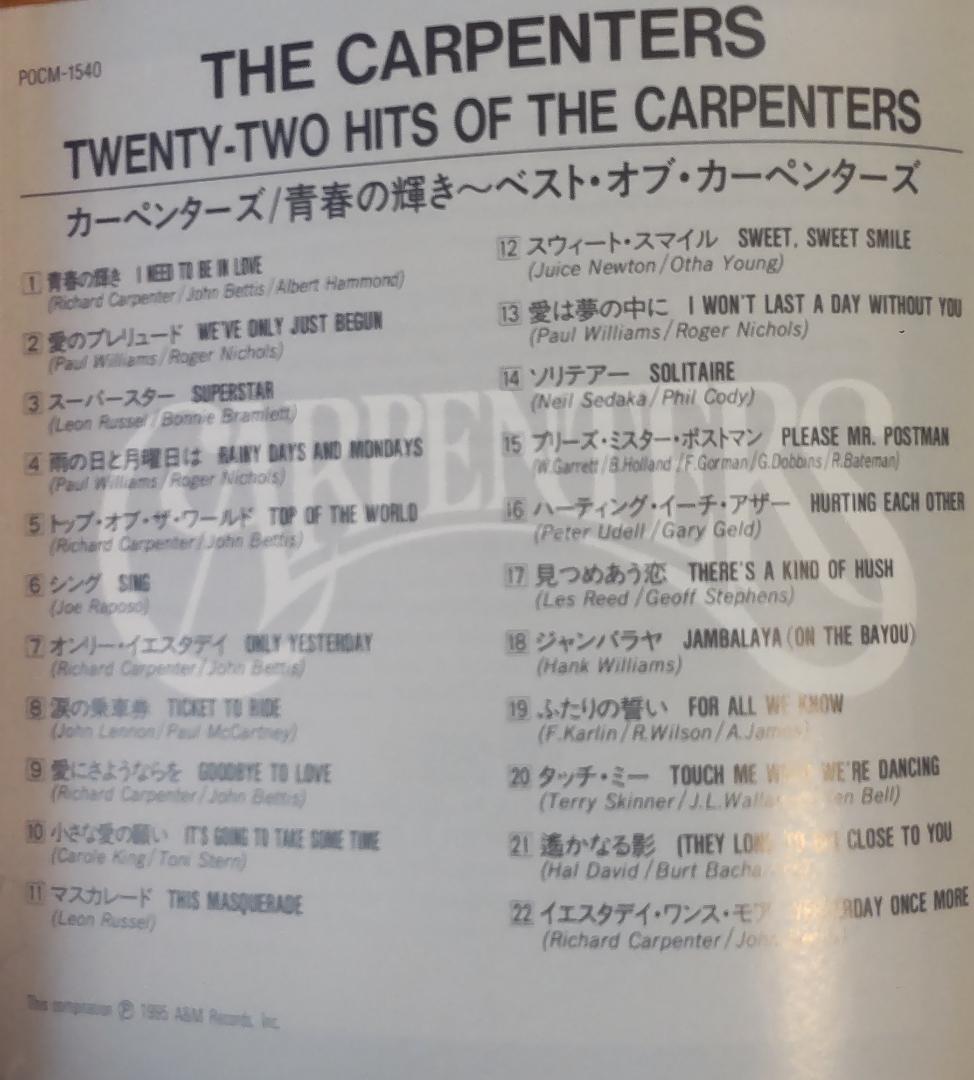 POCM-1540
THE CARPENTERS
TWENTY-TWO HITS OF THE CARPENTERS
カーペンターズ/青春の輝き〜ベスト・オブ・カーペンターズ
1 青春の輝き I NEED TO BE IN LOVE
(Richard Carpenter/John Bettis/Albert Hammond)
2 愛のプレリュード WE'VE ONLY JUST BEGUN
(Paul Williams/Roger Nichols)
3 スーパースター SUPERSTAR
(Leon Russel/Bonnie Bramlett)
4 雨の日と月曜日は RAINY DAYS AND MONDAYS
(Paul Williams/Roger Nichols)
5 トップ・オブ・ザ・ワールド TOP OF THE WORLD
(Richard Carpenter/John Bettis)
6 シング SING
(Joe Raposo)
7 オンリー・イエスタデイ ONLY YESTERDAY
(Richard Carpenter/John Bettis)
8 涙の乗車券 TICKET TO RIDE
(John Lennon/Paul McCartney)
9 愛にさようならを GOODBYE TO LOVE
(Richard Carpenter/John Bettis)
10 小さな愛の願い IT'S GOING TO TAKE SOME TIME
(Carole King/Toni Stern)
11 マスカレード THIS MASQUERADE
(Leon Russel)
12 スウィート・スマイル SWEET, SWEET SMILE
(Juice Newton/Otha Young)
13 愛は夢の中に I WON'T LAST A DAY WITHOUT YOU
(Paul Williams/Roger Nichols)
14 ソリテアー SOLITAIRE
(Neil Sedaka/Phil Cody)
15 プリーズ・ミスター・ポストマン PLEASE MR. POSTMAN
(W.Garrett/B.Holland/F.Gorman/G.Dobbins/R.Bateman)
16 ハーティング・イーチ・アザー HURTING EACH OTHER
(Peter Udell/Gary Geld)
17 見つめあう恋 THERE'S A KIND OF HUSH
(Les Reed/Geoff Stephens)
18 ジャンバラヤ JAMBALAYA (ON THE BAYOU)
(Hank Williams)
19 ふたりの誓い FOR ALL WE KNOW
(F.Karlin/R.Wilson/A.James)
20 タッチ・ミー TOUCH ME WE'RE DANCING
(Terry Skinner/J.L. Bell)
21 遙かなる影 (THEY CLOSE TO YOU
(Hal David/Burt
22 イエスタデイ・ワンス・モア ONCE MORE
(Richard Carpenter/
This compilation ℗ 1995 A&M Records, Inc.
CARPENTERS